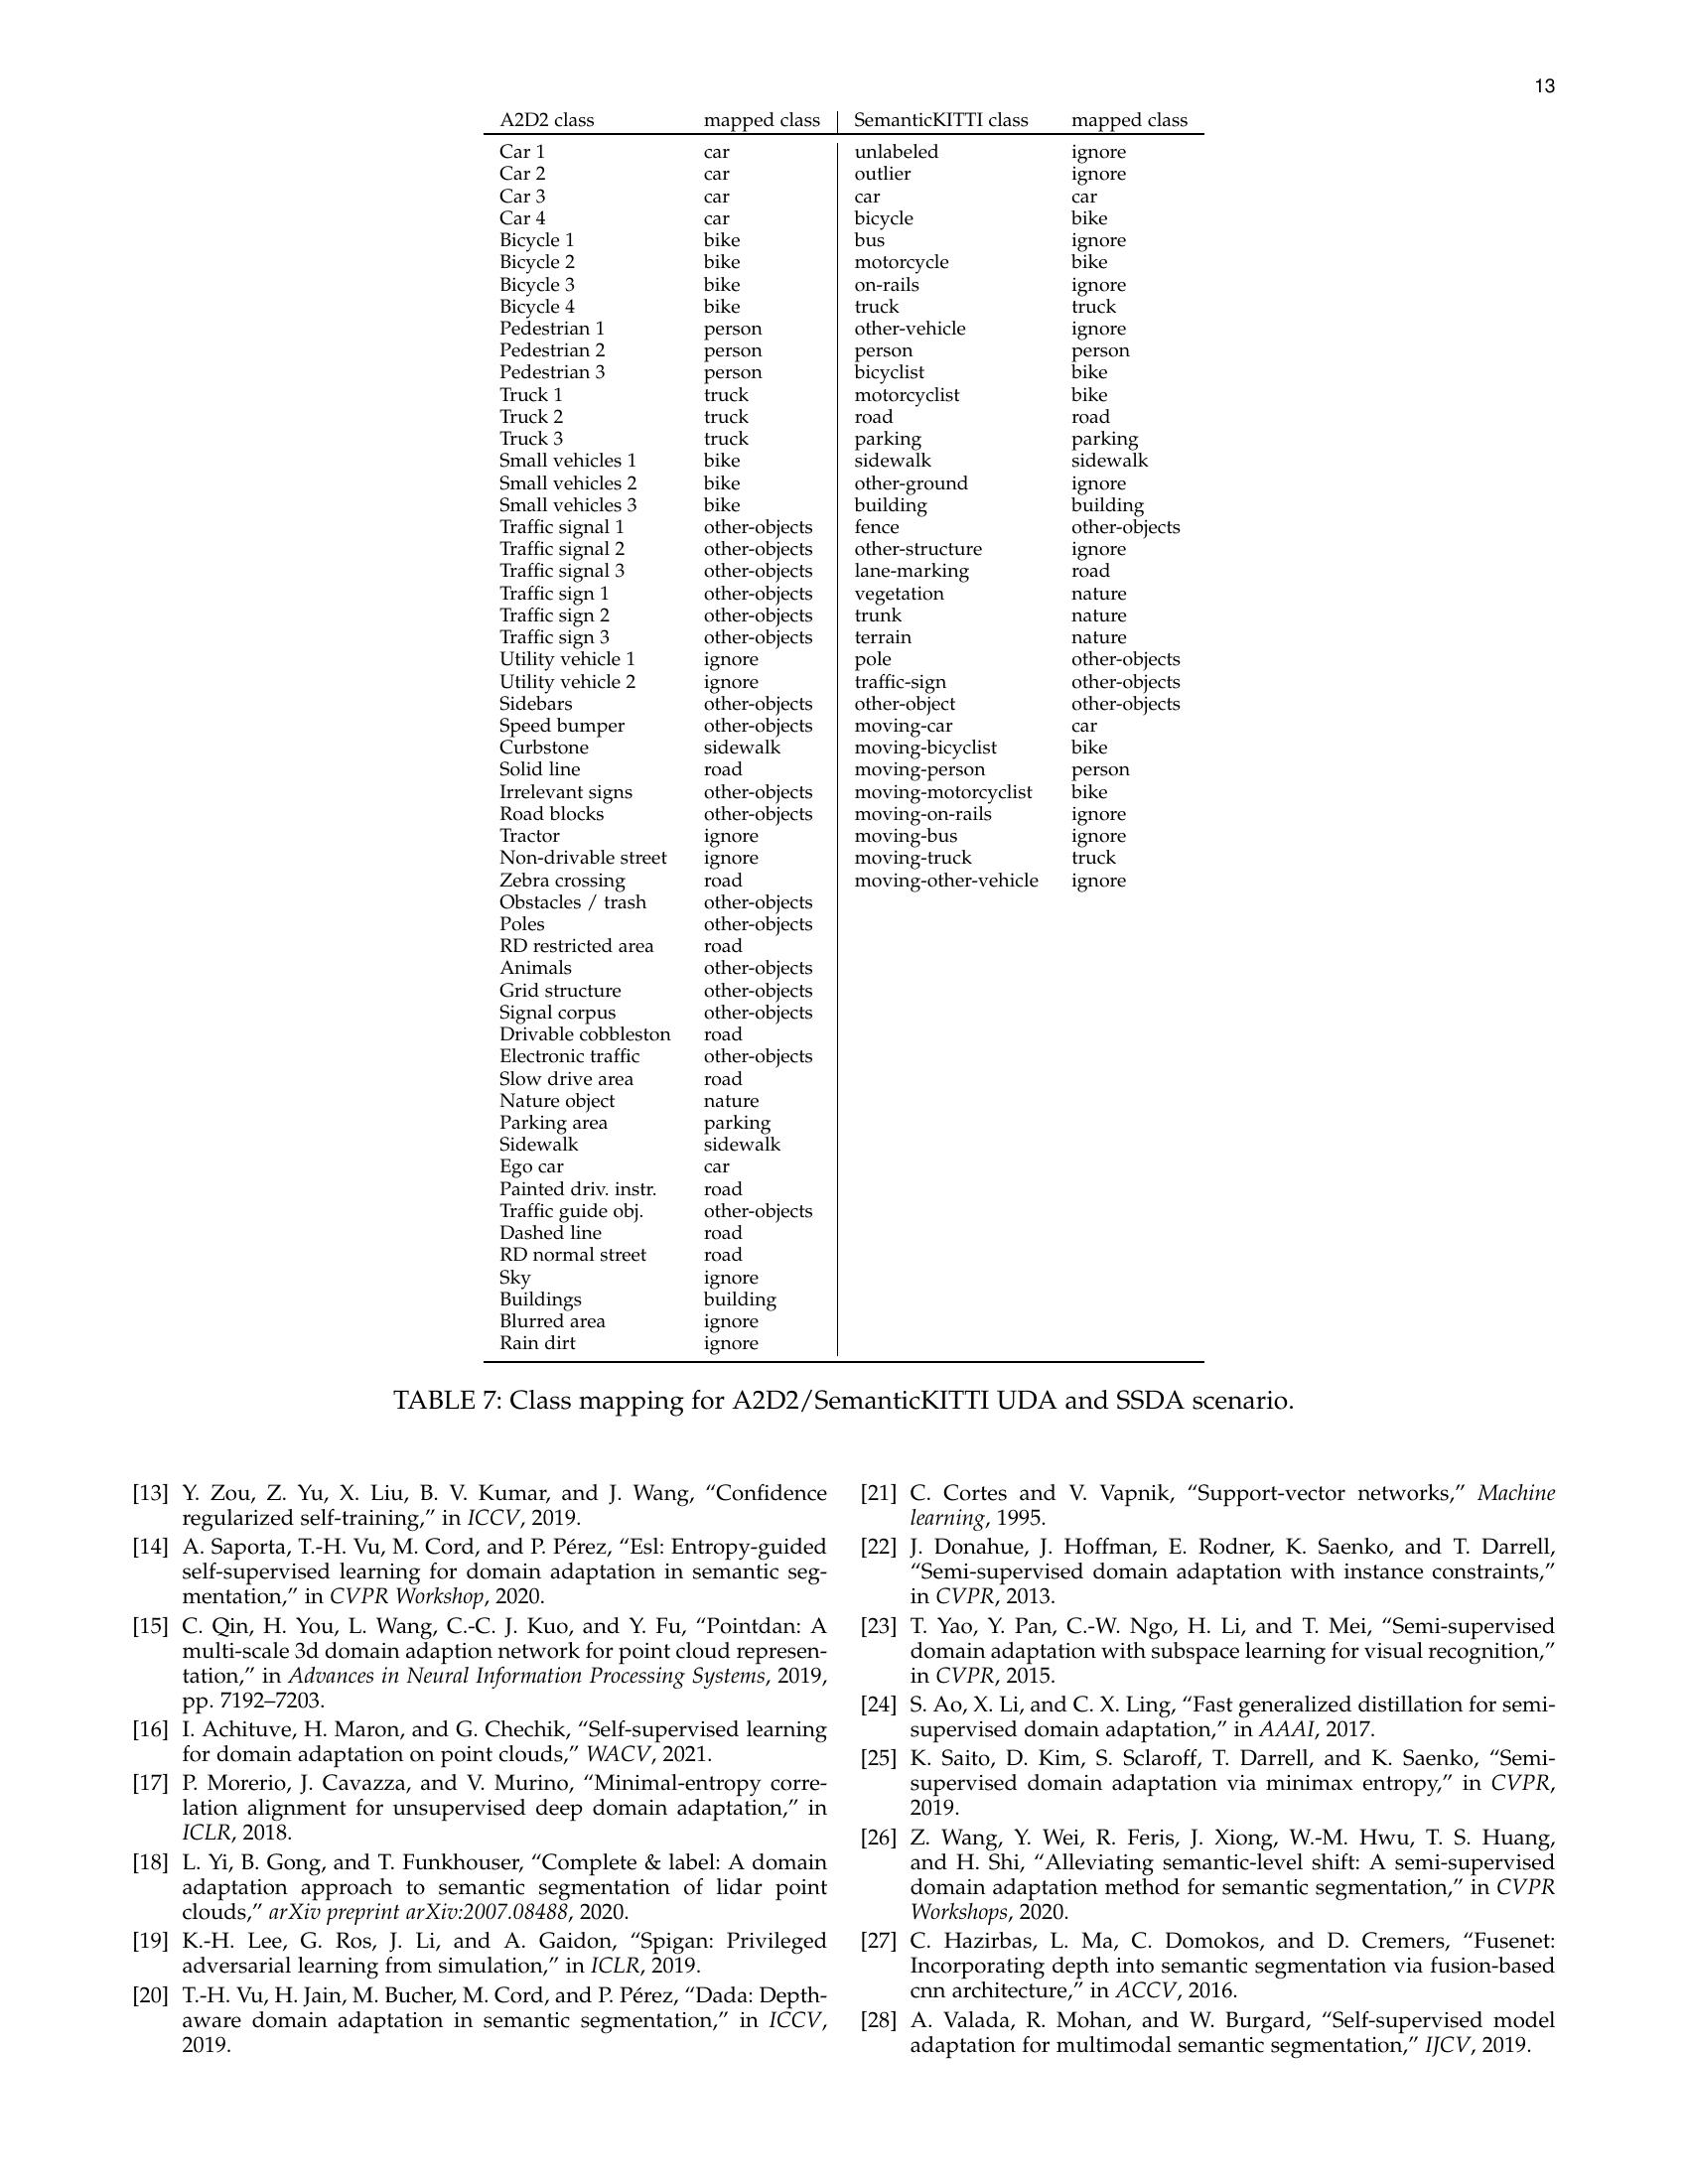 13
A2D2 class mapped class SemanticKITTI class mapped class
Car 1 car unlabeled ignore
Car 2 car outlier ignore
Car 3 car car car
Car 4 car bicycle bike
Bicycle 1 bike bus ignore
Bicycle 2 bike motorcycle bike
Bicycle 3 bike on-rails ignore
Bicycle 4 bike truck truck
Pedestrian 1 person other-vehicle ignore
Pedestrian 2 person person person
Pedestrian 3 person bicyclist bike
Truck 1 truck motorcyclist bike
Truck 2 truck road road
Truck 3 truck parking parking
Small vehicles 1 bike sidewalk sidewalk
Small vehicles 2 bike other-ground ignore
Small vehicles 3 bike building building
Traffic signal 1 other-objects fence other-objects
Traffic signal 2 other-objects other-structure ignore
Traffic signal 3 other-objects lane-marking road
Traffic sign 1 other-objects vegetation nature
Traffic sign 2 other-objects trunk nature
Traffic sign 3 other-objects terrain nature
Utility vehicle 1 ignore pole other-objects
Utility vehicle 2 ignore traffic-sign other-objects
Sidebars other-objects other-object other-objects
Speed bumper other-objects moving-car car
Curbstone sidewalk moving-bicyclist bike
Solid line road moving-person person
Irrelevant signs other-objects moving-motorcyclist bike
Road blocks other-objects moving-on-rails ignore
Tractor ignore moving-bus ignore
Non-drivable street ignore moving-truck truck
Zebra crossing road moving-other-vehicle ignore
Obstacles / trash other-objects
Poles other-objects
RD restricted area road
Animals other-objects
Grid structure other-objects
Signal corpus other-objects
Drivable cobbleston road
Electronic traffic other-objects
Slow drive area road
Nature object nature
Parking area parking
Sidewalk sidewalk
Ego car car
Painted driv. instr. road
Traffic guide obj. other-objects
Dashed line road
RD normal street road
Sky ignore
Buildings building
Blurred area ignore
Rain dirt ignore
TABLE 7: Class mapping for A2D2/SemanticKITTI UDA and SSDA scenario.
[13] Y. Zou, Z. Yu, X. Liu, B. V. Kumar, and J. Wang, “Confidence
regularized self-training,” in ICCV, 2019.
[14] A. Saporta, T.-H. Vu, M. Cord, and P. Pérez, “Esl: Entropy-guided
self-supervised learning for domain adaptation in semantic seg-
mentation,” in CVPR Workshop, 2020.
[15] C. Qin, H. You, L. Wang, C.-C. J. Kuo, and Y. Fu, “Pointdan: A
multi-scale 3d domain adaption network for point cloud represen-
tation,” in Advances in Neural Information Processing Systems, 2019,
pp. 7192–7203.
[16] I. Achituve, H. Maron, and G. Chechik, “Self-supervised learning
for domain adaptation on point clouds,” WACV, 2021.
[17] P. Morerio, J. Cavazza, and V. Murino, “Minimal-entropy corre-
lation alignment for unsupervised deep domain adaptation,” in
ICLR, 2018.
[18] L. Yi, B. Gong, and T. Funkhouser, “Complete & label: A domain
adaptation approach to semantic segmentation of lidar point
clouds,” arXiv preprint arXiv:2007.08488, 2020.
[19] K.-H. Lee, G. Ros, J. Li, and A. Gaidon, “Spigan: Privileged
adversarial learning from simulation,” in ICLR, 2019.
[20] T.-H. Vu, H. Jain, M. Bucher, M. Cord, and P. Pérez, “Dada: Depth-
aware domain adaptation in semantic segmentation,” in ICCV,
2019.
[21] C. Cortes and V. Vapnik, “Support-vector networks,” Machine
learning, 1995.
[22] J. Donahue, J. Hoffman, E. Rodner, K. Saenko, and T. Darrell,
“Semi-supervised domain adaptation with instance constraints,”
in CVPR, 2013.
[23] T. Yao, Y. Pan, C.-W. Ngo, H. Li, and T. Mei, “Semi-supervised
domain adaptation with subspace learning for visual recognition,”
in CVPR, 2015.
[24] S. Ao, X. Li, and C. X. Ling, “Fast generalized distillation for semi-
supervised domain adaptation,” in AAAI, 2017.
[25] K. Saito, D. Kim, S. Sclaroff, T. Darrell, and K. Saenko, “Semi-
supervised domain adaptation via minimax entropy,” in CVPR,
2019.
[26] Z. Wang, Y. Wei, R. Feris, J. Xiong, W.-M. Hwu, T. S. Huang,
and H. Shi, “Alleviating semantic-level shift: A semi-supervised
domain adaptation method for semantic segmentation,” in CVPR
Workshops, 2020.
[27] C. Hazirbas, L. Ma, C. Domokos, and D. Cremers, “Fusenet:
Incorporating depth into semantic segmentation via fusion-based
cnn architecture,” in ACCV, 2016.
[28] A. Valada, R. Mohan, and W. Burgard, “Self-supervised model
adaptation for multimodal semantic segmentation,” IJCV, 2019.